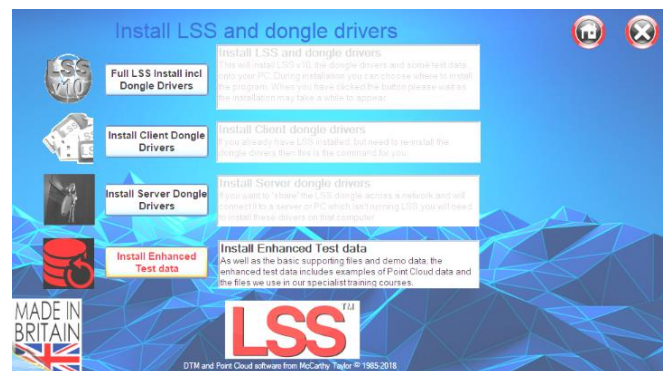 Install LSS and dongle drivers
LSS
v10
Full LSS Install incl
Dongle Drivers
Install LSS and dongle drivers
This will install LSS v10, the dongle drivers and some test data
onto your PC. During installation you can choose where to install
the program. When you have clicked the button please wait as
the installation may take a while to appear.
Install Client Dongle
Drivers
Install Client dongle drivers
If you already have LSS installed, but need to reinstall the
dongle drivers then this is the command for you.
Install Server Dongle
Drivers
Install Server dongle drivers
If you want to 'share' the LSS dongle across a network and will
connect it to a server or PC which isn't running LSS you will need
to install these drivers on that computer.
Install Enhanced
Test data
Install Enhanced Test data
As well as the basic supporting files and demo data, the
enhanced test data includes examples of Point Cloud data and
the files we use in our specialist training courses.
MADE IN
BRITAIN
LSS™
DTM and Point Cloud software from McCarthy Taylor © 1985-2018